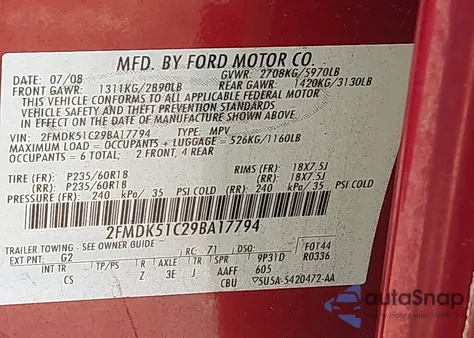 MFD. BY FORD MOTOR CO.
DATE: 07/08 GVWR: 2708KG/5970LB
FRONT GAWR: 1311KG/2890LB REAR GAWR: 1420KG/3130LB
THIS VEHICLE CONFORMS TO ALL APPLICABLE FEDERAL MOTOR
VEHICLE SAFETY AND THEFT PREVENTION STANDARDS IN EFFECT ON
THE DATE OF MANUFACTURE SHOWN ABOVE.
VIN: 2FMDK51C29BA17794 TYPE: MPV
MAXIMUM LOAD = OCCUPANTS + LUGGAGE = 526KG/1160LB
OCCUPANTS = 6 TOTAL: 2 FRONT, 4 REAR
TIRE (FR): P235/60R18 RIMS (FR): 18X7.5J
(RR): P235/60R18 (RR): 18X7.5J
PRESSURE (FR): 240 kPa/ 35 PSI COLD (RR): 240 kPa/ 35 PSI COLD
2FMDK51C29BA17794
TRAILER TOWING - SEE OWNER GUIDE -
EXT PNT: G2 RC: 71 DSO: F0144
R0336
INT TR TP/PS R AX TR SPR 9P31D
CS Z 3E J AAFF 605
CBU 5U5A-5420472-AA
autoSnap